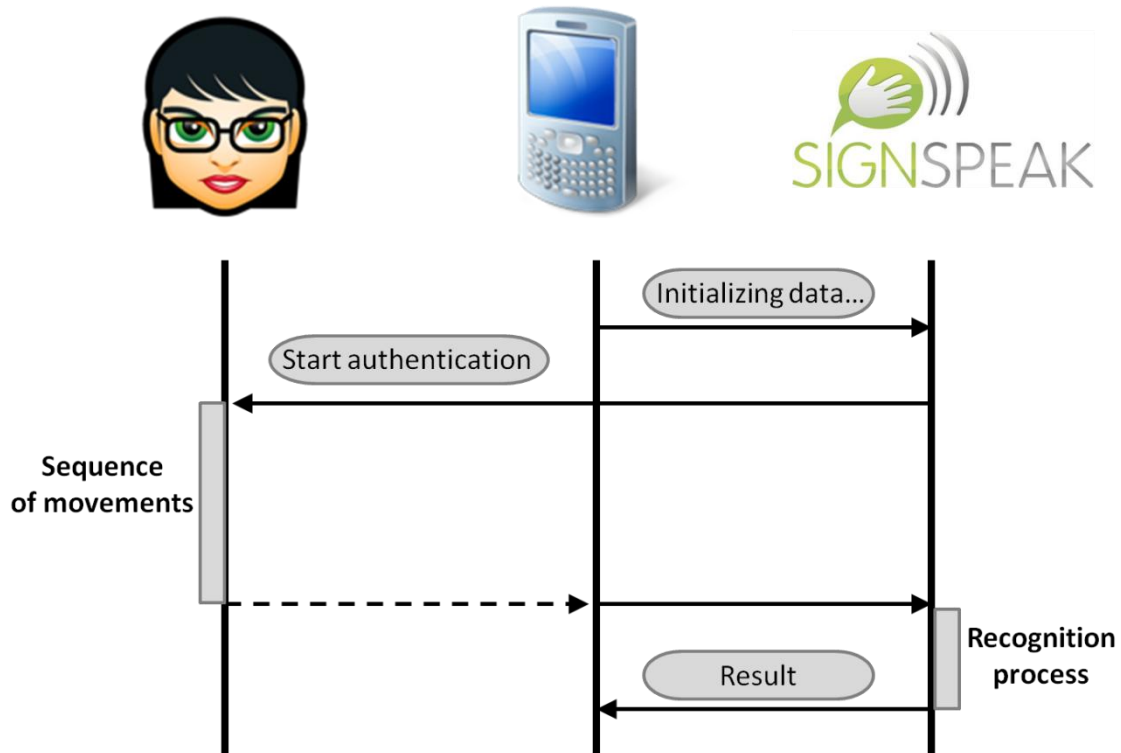 SIGNSPEAK
Initializing data...
Start authentication
Sequence
of movements
Recognition
process
Result